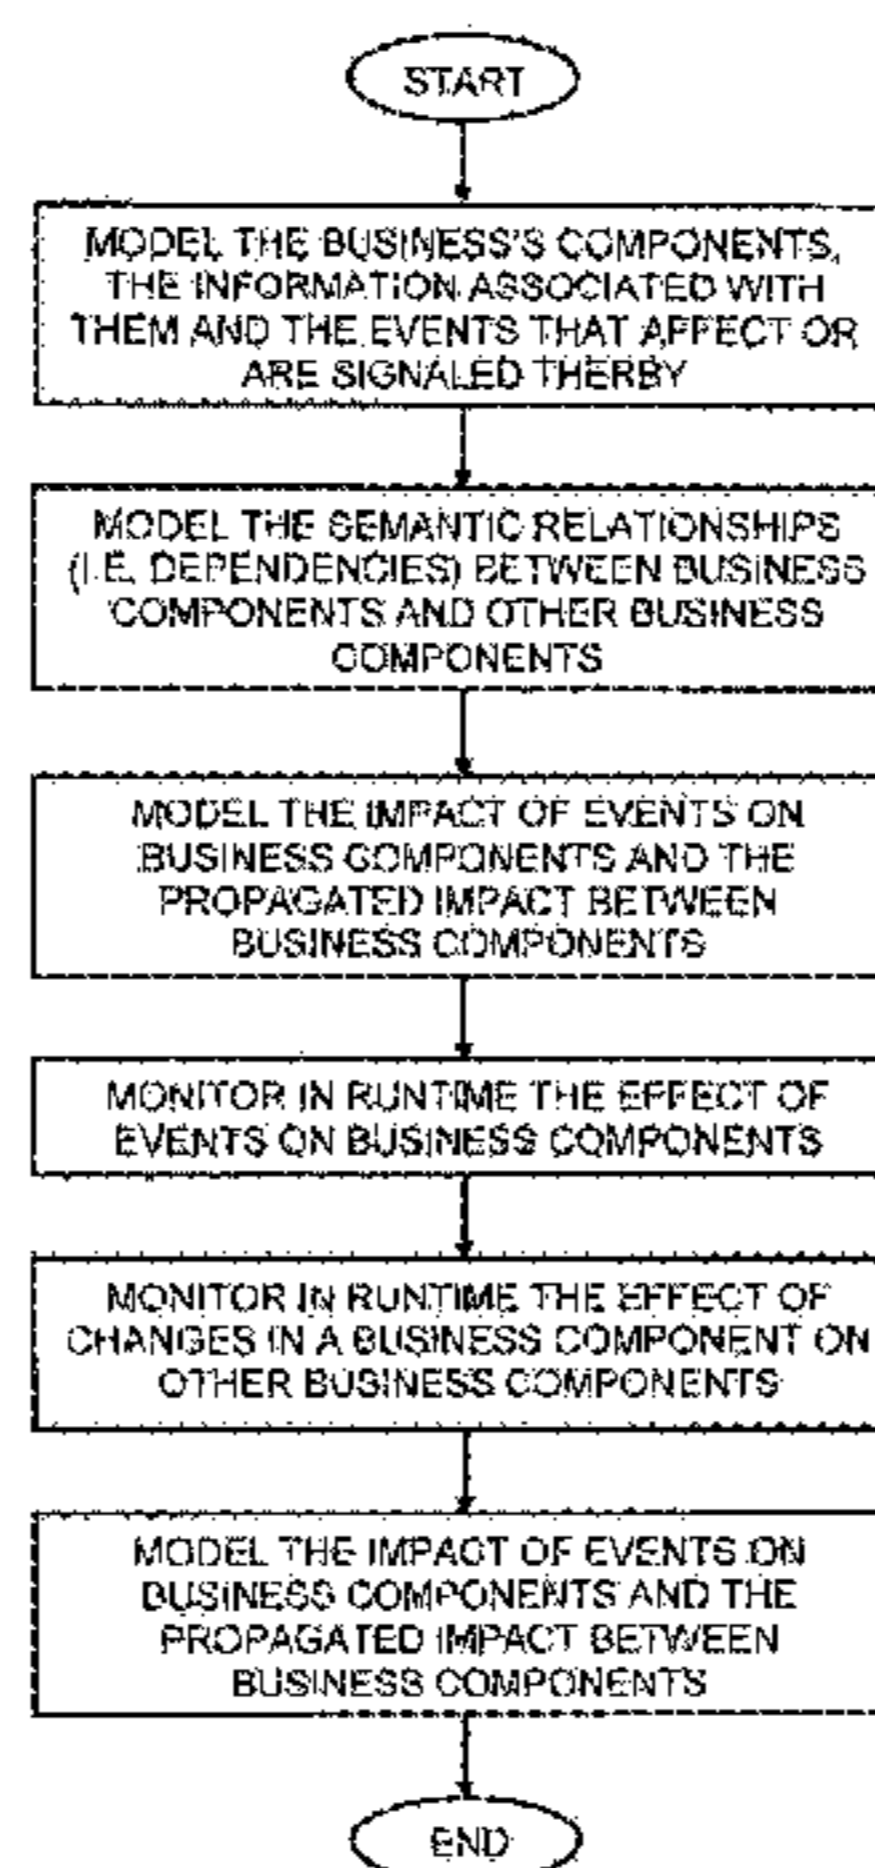 START
MODEL THE BUSINESS'S COMPONENTS,
THE INFORMATION ASSOCIATED WITH
THEM AND THE EVENTS THAT AFFECT OR
ARE SIGNALED THERBY
MODEL THE SEMANTIC RELATIONSHIPS
(I.E. DEPENDENCIES) BETWEEN BUSINESS
COMPONENTS AND OTHER BUSINESS
COMPONENTS
MODEL THE IMPACT OF EVENTS ON
BUSINESS COMPONENTS AND THE
PROPAGATED IMPACT BETWEEN
BUSINESS COMPONENTS
MONITOR IN RUNTIME THE EFFECT OF
EVENTS ON BUSINESS COMPONENTS
MONITOR IN RUNTIME THE EFFECT OF
CHANGES IN A BUSINESS COMPONENT ON
OTHER BUSINESS COMPONENTS
MODEL THE IMPACT OF EVENTS ON
BUSINESS COMPONENTS AND THE
PROPAGATED IMPACT BETWEEN
BUSINESS COMPONENTS
END